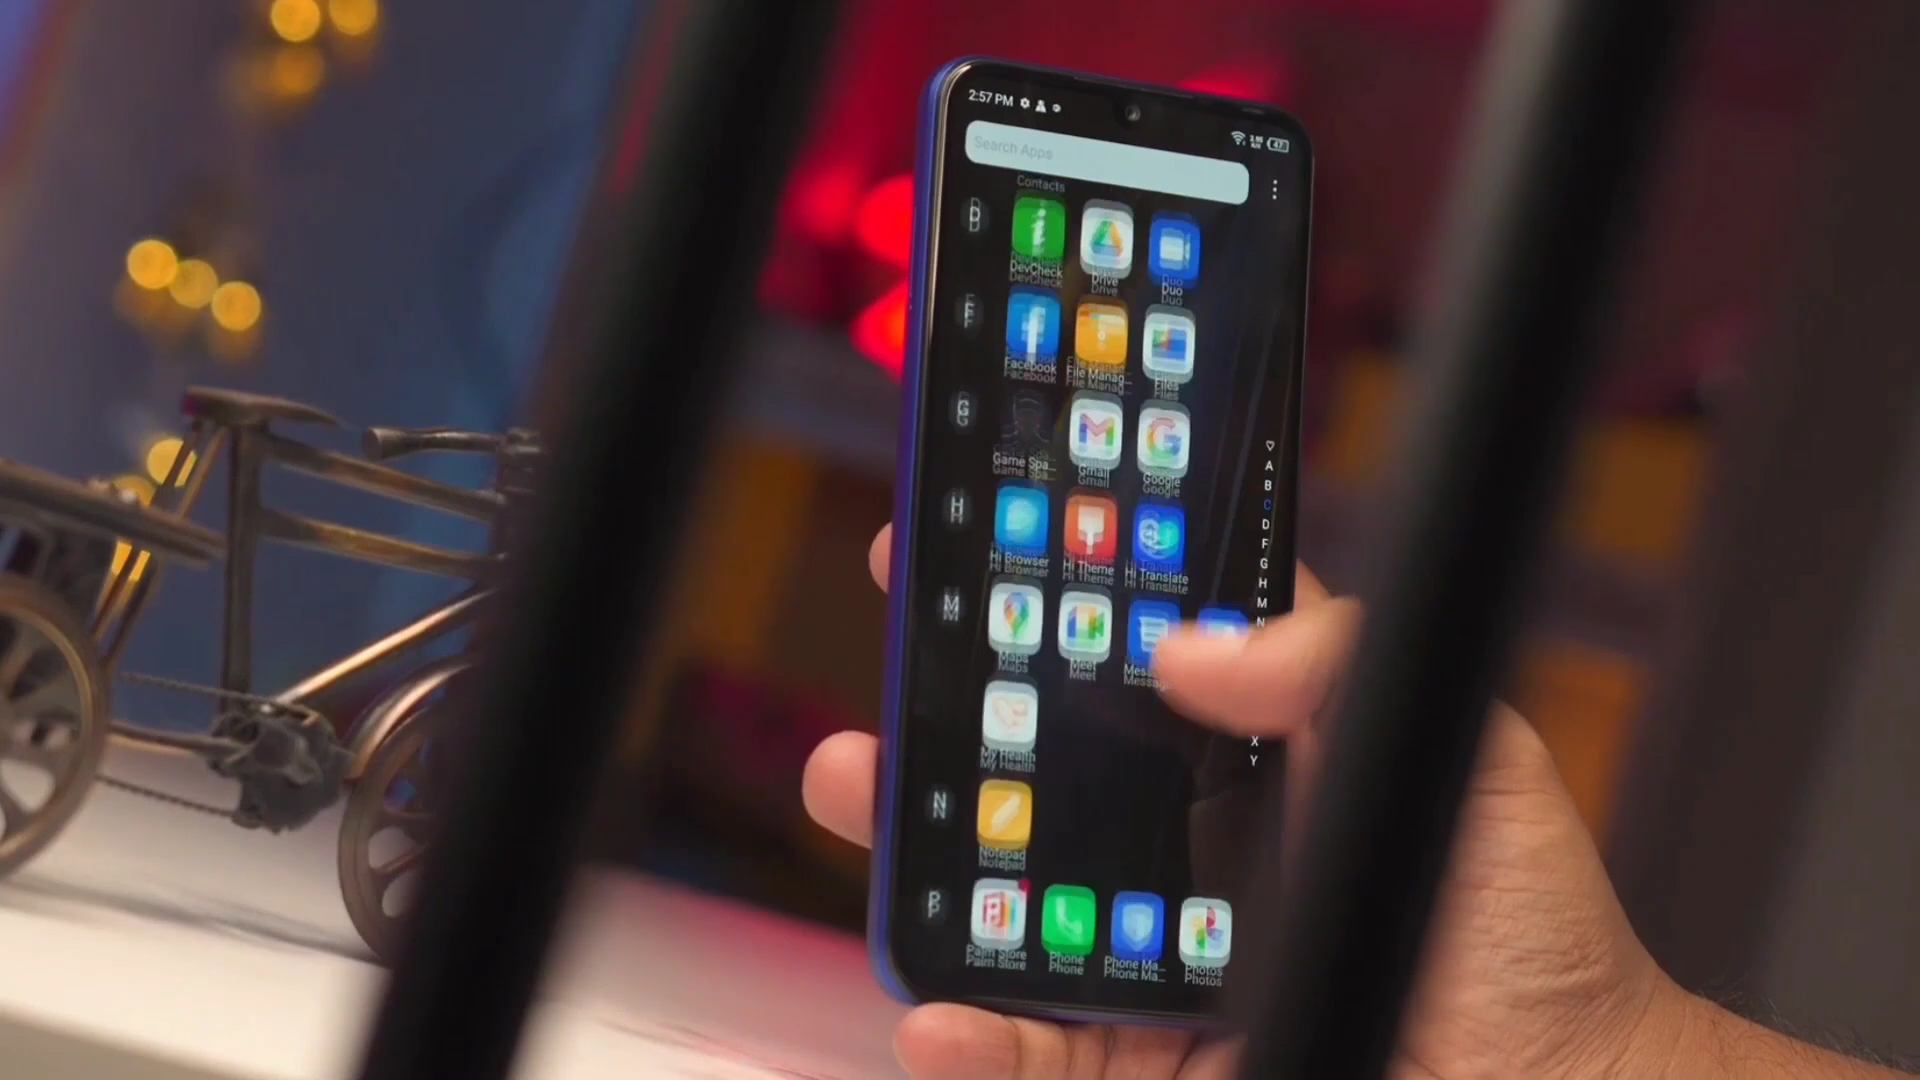 2:57 PM
Search Apps
Contacts
D
DevCheck Drive Duo
F
Facebook File Manag... Files
G
Game Spa... Gmail Google
H
Hi Browser Hi Theme Hi Translate
M
Maps Meet
My Health
N
Notepad
P
Palm Store Phone Phone Ma... Photos
A
B
C
D
F
G
H
M
N
X
Y